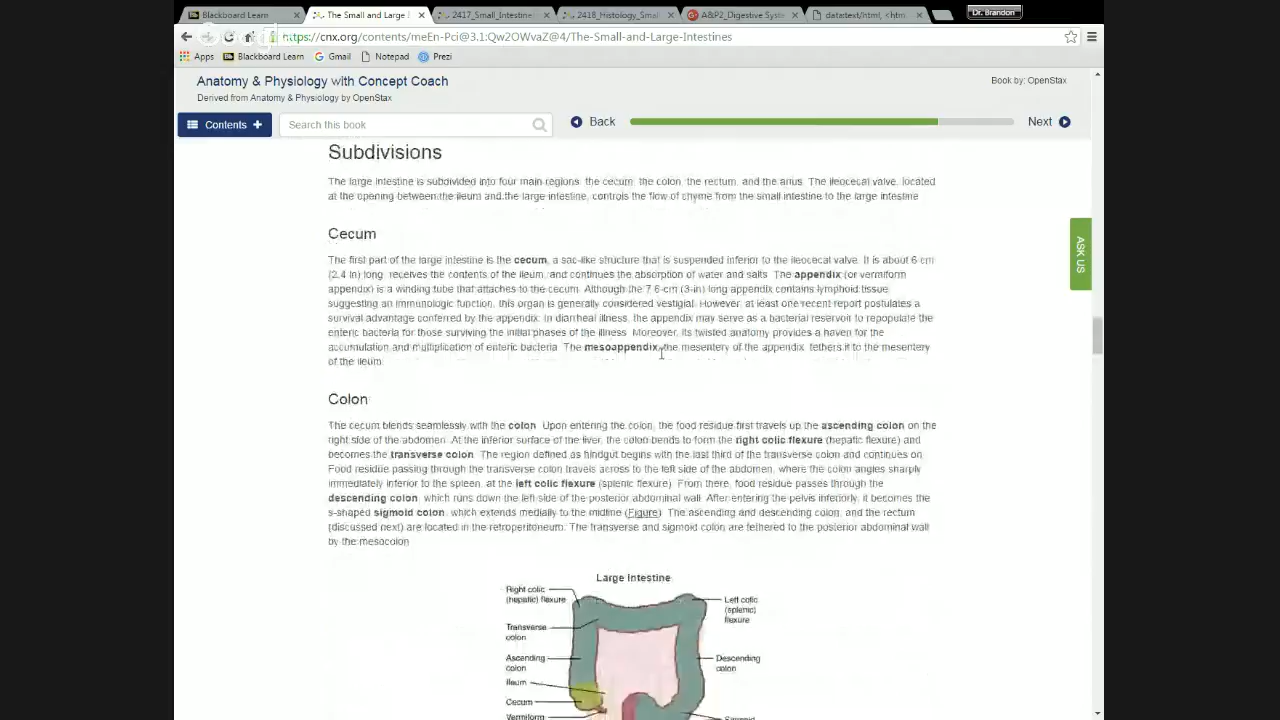 Blackboard Learn
The Small and Large I
2417_Small_Intestine
2418_Histology_Small
A&P2_Digestive Syste
datatext/html, <htm
Dr. Brandon
https://cnx.org/contents/meEn-Pci@3.1:Qw2OWvaZ@4/The-Small-and-Large-Intestines
Apps
Blackboard Learn
Gmail
Notepad
Prezi
Anatomy & Physiology with Concept Coach
Book by: OpenStax
Derived from Anatomy & Physiology by OpenStax
Contents +
Search this book
Back
Next
ASK US
Subdivisions
The large intestine is subdivided into four main regions: the cecum, the colon, the rectum, and the anus. The ileocecal valve, located
at the opening between the ileum and the large intestine, controls the flow of chyme from the small intestine to the large intestine
Cecum
The first part of the large intestine is the cecum, a sac-like structure that is suspended inferior to the ileocecal valve. It is about 6 cm
(2.4 in) long, receives the contents of the ileum, and continues the absorption of water and salts. The appendix (or vermiform
appendix) is a winding tube that attaches to the cecum. Although the 7.6-cm (3-in) long appendix contains lymphoid tissue,
suggesting an immunologic function, this organ is generally considered vestigial. However, at least one recent report postulates a
survival advantage conferred by the appendix: In diarrheal illness, the appendix may serve as a bacterial reservoir to repopulate the
enteric bacteria for those surviving the initial phases of the illness. Moreover, its twisted anatomy provides a haven for the
accumulation and multiplication of enteric bacteria. The mesoappendix, the mesentery of the appendix, tethers it to the mesentery
of the ileum.
Colon
The cecum blends seamlessly with the colon. Upon entering the colon, the food residue first travels up the ascending colon on the
right side of the abdomen. At the inferior surface of the liver, the colon bends to form the right colic flexure (hepatic flexure) and
becomes the transverse colon. The region defined as hindgut begins with the last third of the transverse colon and continues on.
Food residue passing through the transverse colon travels across to the left side of the abdomen, where the colon angles sharply
immediately inferior to the spleen, at the left colic flexure (splenic flexure). From there, food residue passes through the
descending colon, which runs down the left side of the posterior abdominal wall. After entering the pelvis inferiorly, it becomes the
s-shaped sigmoid colon, which extends medially to the midline (Figure). The ascending and descending colon, and the rectum
(discussed next) are located in the retroperitoneum. The transverse and sigmoid colon are tethered to the posterior abdominal wall
by the mesocolon
Large Intestine
Right colic
(hepatic) flexure
Transverse
colon
Ascending
colon
Ileum
Cecum
Vermiform
Left colic
(splenic)
flexure
Descending
colon
Sigmoid